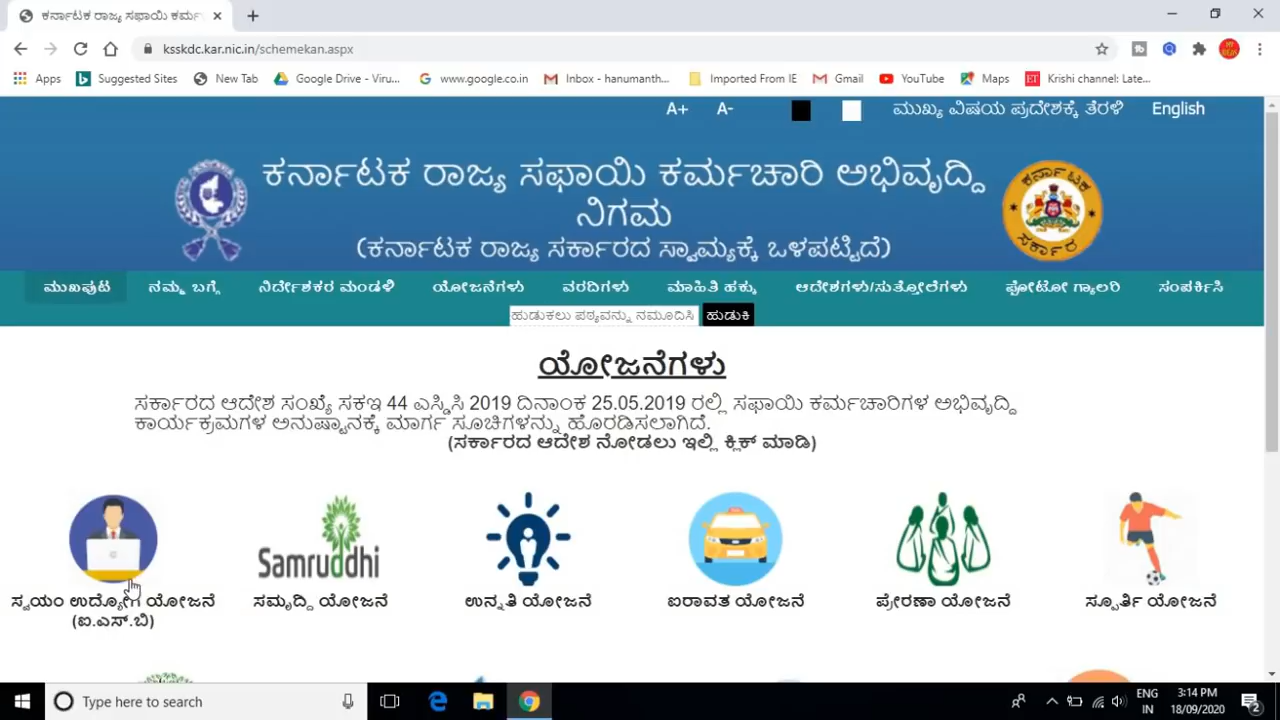 ಕರ್ನಾಟಕ ರಾಜ್ಯ ಸಫಾಯಿ ಕರ್ಮ
ksskdc.kar.nic.in/schemekan.aspx
Apps Suggested Sites New Tab Google Drive - Viru... www.google.co.in Inbox - hanumanth... Imported From IE Gmail YouTube Maps Krishi channel: Late...
A+ A- ಮುಖ್ಯ ವಿಷಯ ಪ್ರದೇಶಕ್ಕೆ ತೆರಳಿ English
ಕರ್ನಾಟಕ ರಾಜ್ಯ ಸಫಾಯಿ ಕರ್ಮಚಾರಿ ಅಭಿವೃದ್ದಿ
ನಿಗಮ
(ಕರ್ನಾಟಕ ರಾಜ್ಯ ಸರ್ಕಾರದ ಸ್ವಾಮ್ಯಕ್ಕೆ ಒಳಪಟ್ಟಿದೆ)
ಕರ್ನಾಟಕ
ಸರ್ಕಾರ
ಮುಖಪುಟ ನಮ್ಮ ಬಗ್ಗೆ ನಿರ್ದೇಶಕರ ಮಂಡಳಿ ಯೋಜನೆಗಳು ವರದಿಗಳು ಮಾಹಿತಿ ಹಕ್ಕು ಆದೇಶಗಳು/ಸುತ್ತೋಲೆಗಳು ಫೋಟೋ ಗ್ಯಾಲರಿ ಸಂಪರ್ಕಿಸಿ
ಹುಡುಕಲು ಪಠ್ಯವನ್ನು ನಮೂದಿಸಿ ಹುಡುಕಿ
ಯೋಜನೆಗಳು
ಸರ್ಕಾರದ ಆದೇಶ ಸಂಖ್ಯೆ ಸಕಇ 44 ಎಸ್ಡಿಸಿ 2019 ದಿನಾಂಕ 25.05.2019 ರಲ್ಲಿ ಸಫಾಯಿ ಕರ್ಮಚಾರಿಗಳ ಅಭಿವೃದ್ದಿ
ಕಾರ್ಯಕ್ರಮಗಳ ಅನುಷ್ಟಾನಕ್ಕೆ ಮಾರ್ಗ ಸೂಚಿಗಳನ್ನು ಹೊರಡಿಸಲಾಗಿದೆ.
(ಸರ್ಕಾರದ ಆದೇಶ ನೋಡಲು ಇಲ್ಲಿ ಕ್ಲಿಕ್ ಮಾಡಿ)
Samruddhi
ಸ್ವಯಂ ಉದ್ಯೋಗ ಯೋಜನೆ ಸಮೃದ್ದಿ ಯೋಜನೆ ಉನ್ನತಿ ಯೋಜನೆ ಐರಾವತ ಯೋಜನೆ ಪ್ರೇರಣಾ ಯೋಜನೆ ಸ್ಪೂರ್ತಿ ಯೋಜನೆ
(ಐ.ಎಸ್.ಬಿ)
Type here to search
ENG
IN
3:14 PM
18/09/2020
2